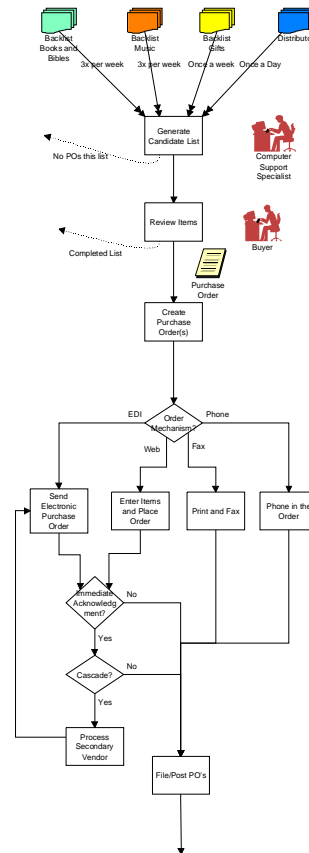 Backlist
Books and
Bibles
Backlist
Music
Backlist
Gifts
Distributo
3x per week
3x per week
Once a week
Once a Day
Generate
Candidate List
No POs this list
Computer
Support
Specialist
Review Items
Buyer
Completed List
Purchase
Order
Create
Purchase
Order(s)
EDI
Order
Mechanism?
Phone
Web
Fax
Send
Electronic
Purchase
Order
Enter Items
and Place
Order
Print and Fax
Phone in the
Order
Immediate
Acknowledg
ment?
No
Yes
Cascade?
No
Yes
Process
Secondary
Vendor
File/Post PO's